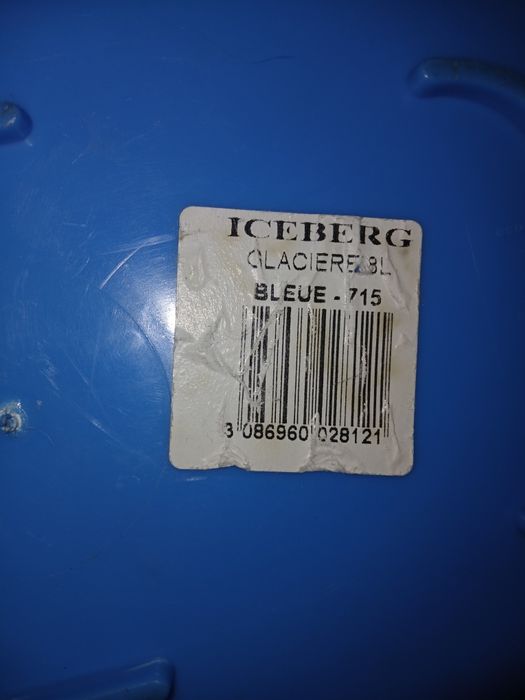 ICEBERG
GLACIERE 8L
BLEUE - 715
3 086960 028121